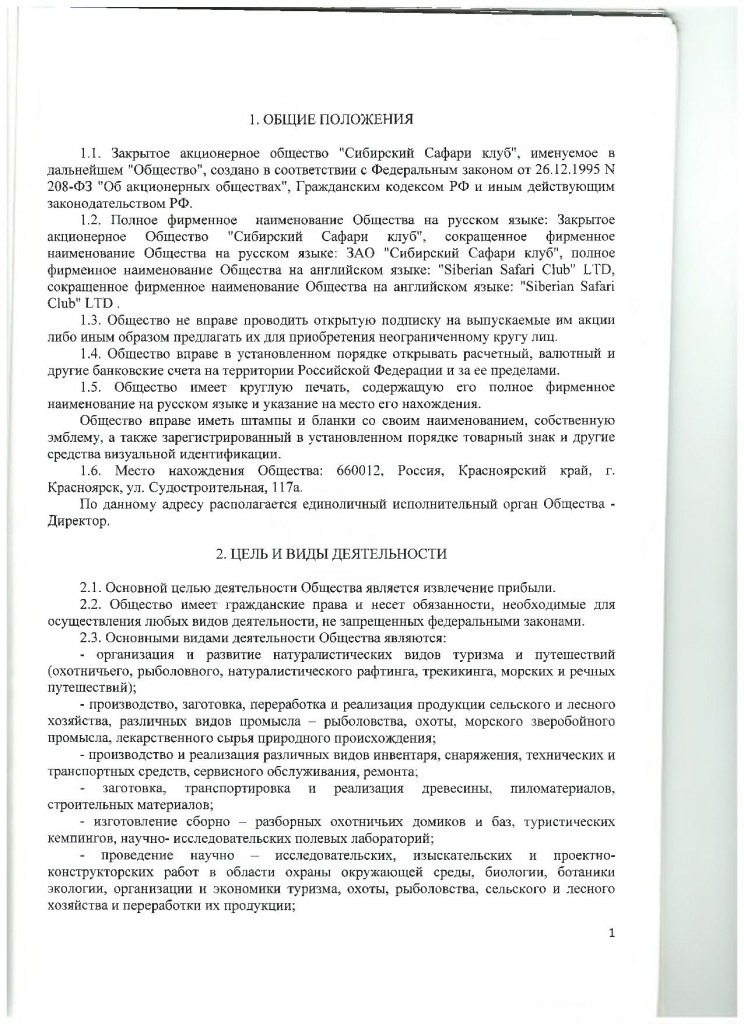 1. ОБЩИЕ ПОЛОЖЕНИЯ
1.1. Закрытое акционерное общество "Сибирский Сафари клуб", именуемое в
дальнейшем "Общество", создано в соответствии с Федеральным законом от 26.12.1995 N
208-ФЗ "Об акционерных обществах", Гражданским кодексом РФ и иным действующим
законодательством РФ.
1.2. Полное фирменное наименование Общества на русском языке: Закрытое
акционерное Общество "Сибирский Сафари клуб", сокращенное фирменное
наименование Общества на русском языке: ЗАО "Сибирский Сафари клуб", полное
фирменное наименование Общества на английском языке: "Siberian Safari Club" LTD,
сокращенное фирменное наименование Общества на английском языке: "Siberian Safari
Club" LTD .
1.3. Общество не вправе проводить открытую подписку на выпускаемые им акции
либо иным образом предлагать их для приобретения неограниченному кругу лиц.
1.4. Общество вправе в установленном порядке открывать расчетный, валютный и
другие банковские счета на территории Российской Федерации и за ее пределами.
1.5. Общество имеет круглую печать, содержащую его полное фирменное
наименование на русском языке и указание на место его нахождения.
Общество вправе иметь штампы и бланки со своим наименованием, собственную
эмблему, а также зарегистрированный в установленном порядке товарный знак и другие
средства визуальной идентификации.
1.6. Место нахождения Общества: 660012, Россия, Красноярский край, г.
Красноярск, ул. Судостроительная, 117а.
По данному адресу располагается единоличный исполнительный орган Общества -
Директор.
2. ЦЕЛЬ И ВИДЫ ДЕЯТЕЛЬНОСТИ
2.1. Основной целью деятельности Общества является извлечение прибыли.
2.2. Общество имеет гражданские права и несет обязанности, необходимые для
осуществления любых видов деятельности, не запрещенных федеральными законами.
2.3. Основными видами деятельности Общества являются:
- организация и развитие натуралистических видов туризма и путешествий
(охотничьего, рыболовного, натуралистического рафтинга, трекикинга, морских и речных
путешествий);
- производство, заготовка, переработка и реализация продукции сельского и лесного
хозяйства, различных видов промысла – рыболовства, охоты, морского зверобойного
промысла, лекарственного сырья природного происхождения;
- производство и реализация различных видов инвентаря, снаряжения, технических и
транспортных средств, сервисного обслуживания, ремонта;
- заготовка, транспортировка и реализация древесины, пиломатериалов,
строительных материалов;
- изготовление сборно – разборных охотничьих домиков и баз, туристических
кемпингов, научно- исследовательских полевых лабораторий;
- проведение научно – исследовательских, изыскательских и проектно-
конструкторских работ в области охраны окружающей среды, биологии, ботаники
экологии, организации и экономики туризма, охоты, рыболовства, сельского и лесного
хозяйства и переработки их продукции;
1